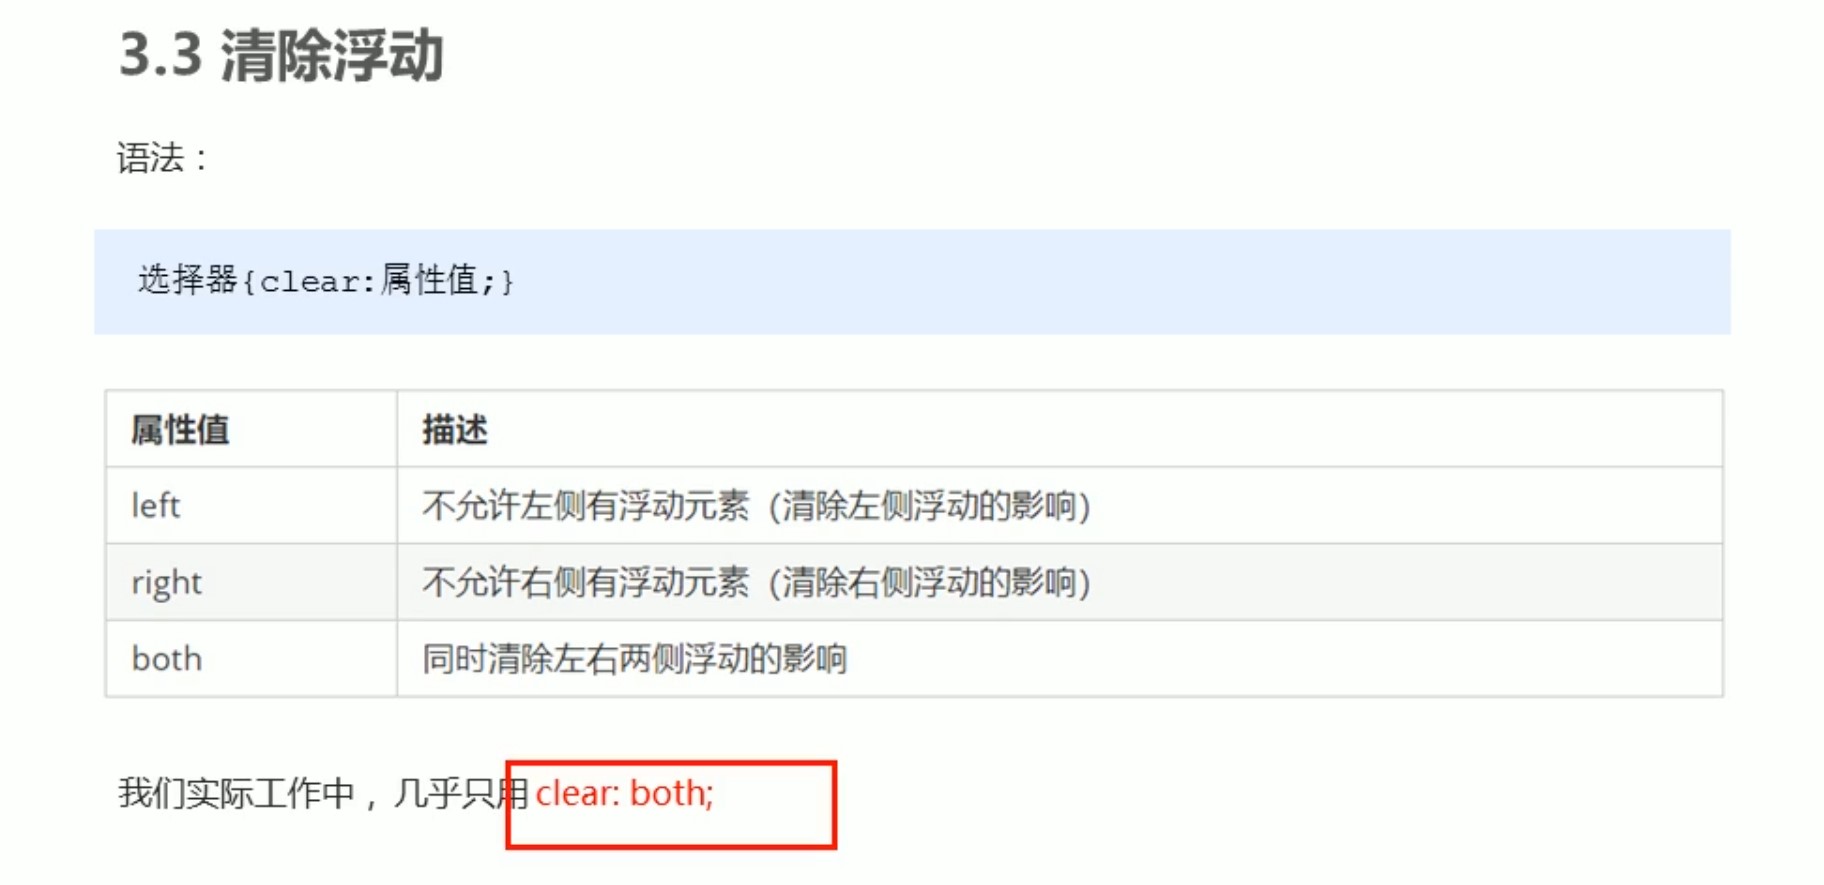 3.3 清除浮动
语法：
选择器{clear:属性值;}
属性值 描述
left 不允许左侧有浮动元素（清除左侧浮动的影响）
right 不允许右侧有浮动元素（清除右侧浮动的影响）
both 同时清除左右两侧浮动的影响
我们实际工作中，几乎只用 clear: both;